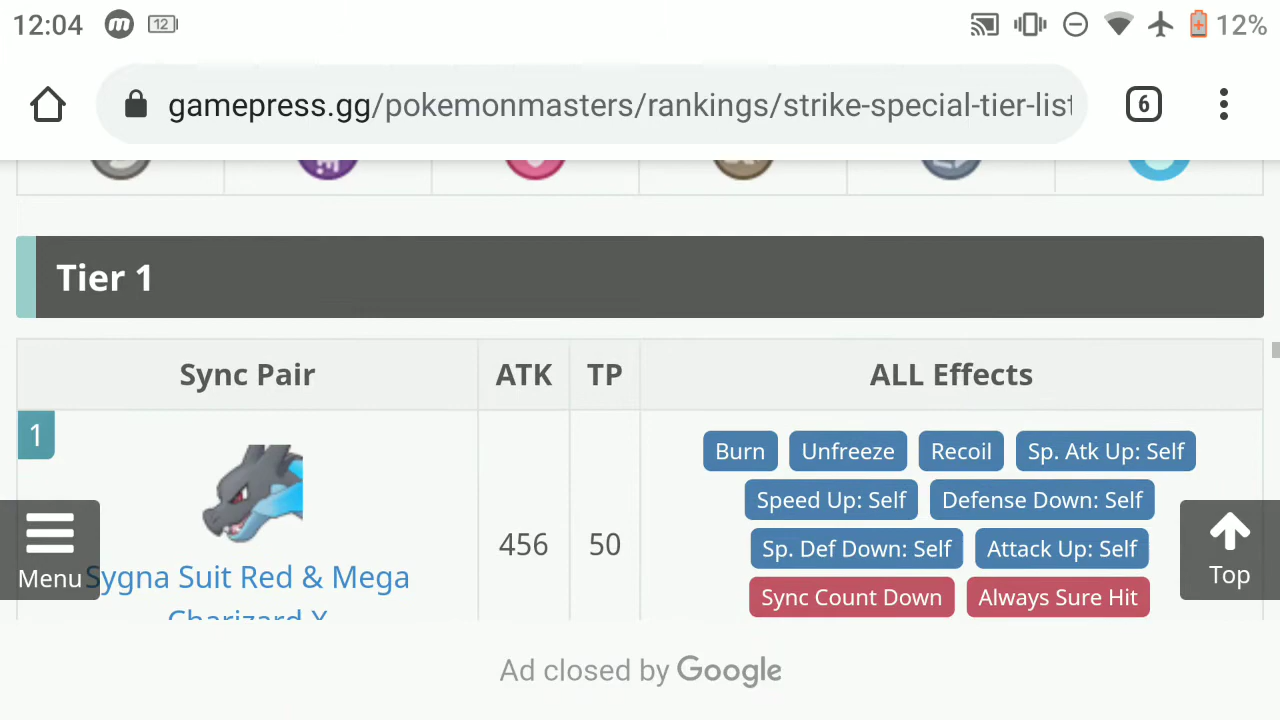 12:04 m 12 12%
gamepress.gg/pokemonmasters/rankings/strike-special-tier-list 6
Tier 1
Sync Pair ATK TP ALL Effects
1
Burn Unfreeze Recoil Sp. Atk Up: Self
Speed Up: Self Defense Down: Self
456 50 Sp. Def Down: Self Attack Up: Self
Menu Sygna Suit Red & Mega Top
Sync Count Down Always Sure Hit
Charizard X
Ad closed by Google